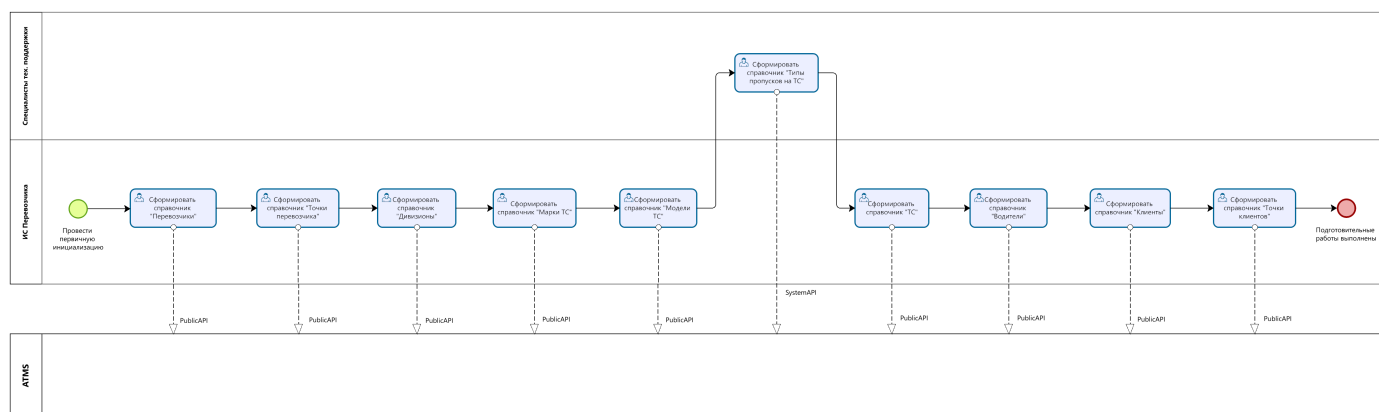 Специалисты тех. поддержки
Сформировать
справочник "Типы
пропусков на ТС"
ИС Перевозчика
Провести
первичную
инициализацию
Сформировать
справочник
"Перевозчики"
Сформировать
справочник "Точки
перевозчика"
Сформировать
справочник
"Дивизионы"
Сформировать
справочник "Марки ТС"
Сформировать
справочник "Модели
ТС"
Сформировать
справочник "ТС"
Сформировать
справочник
"Водители"
Сформировать
справочник "Клиенты"
Сформировать
справочник "Точки
клиентов"
Подготовительные
работы выполнены
SystemAPI
PublicAPI
PublicAPI
PublicAPI
PublicAPI
PublicAPI
PublicAPI
PublicAPI
PublicAPI
PublicAPI
ATMS